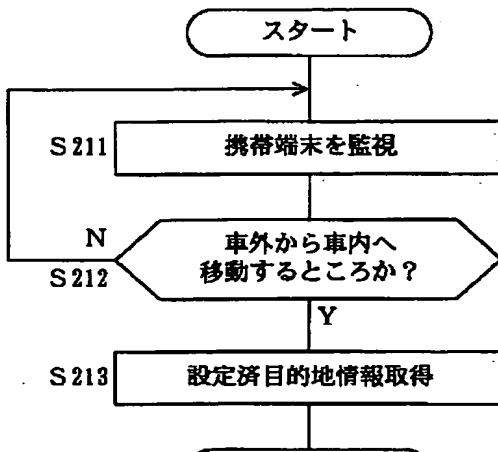 スタート
S211
携帯端末を監視
N
車外から車内へ
移動するところか？
S212
Y
S213
設定済目的地情報取得